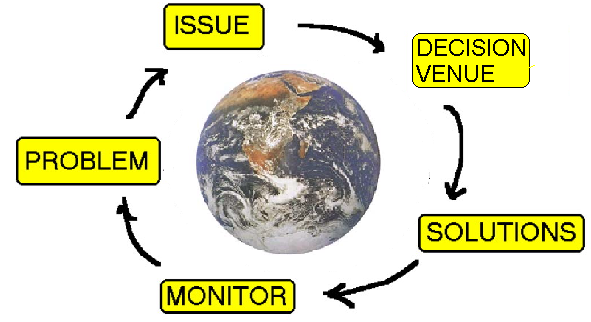 ISSUE
DECISION
VENUE
PROBLEM
SOLUTIONS
MONITOR